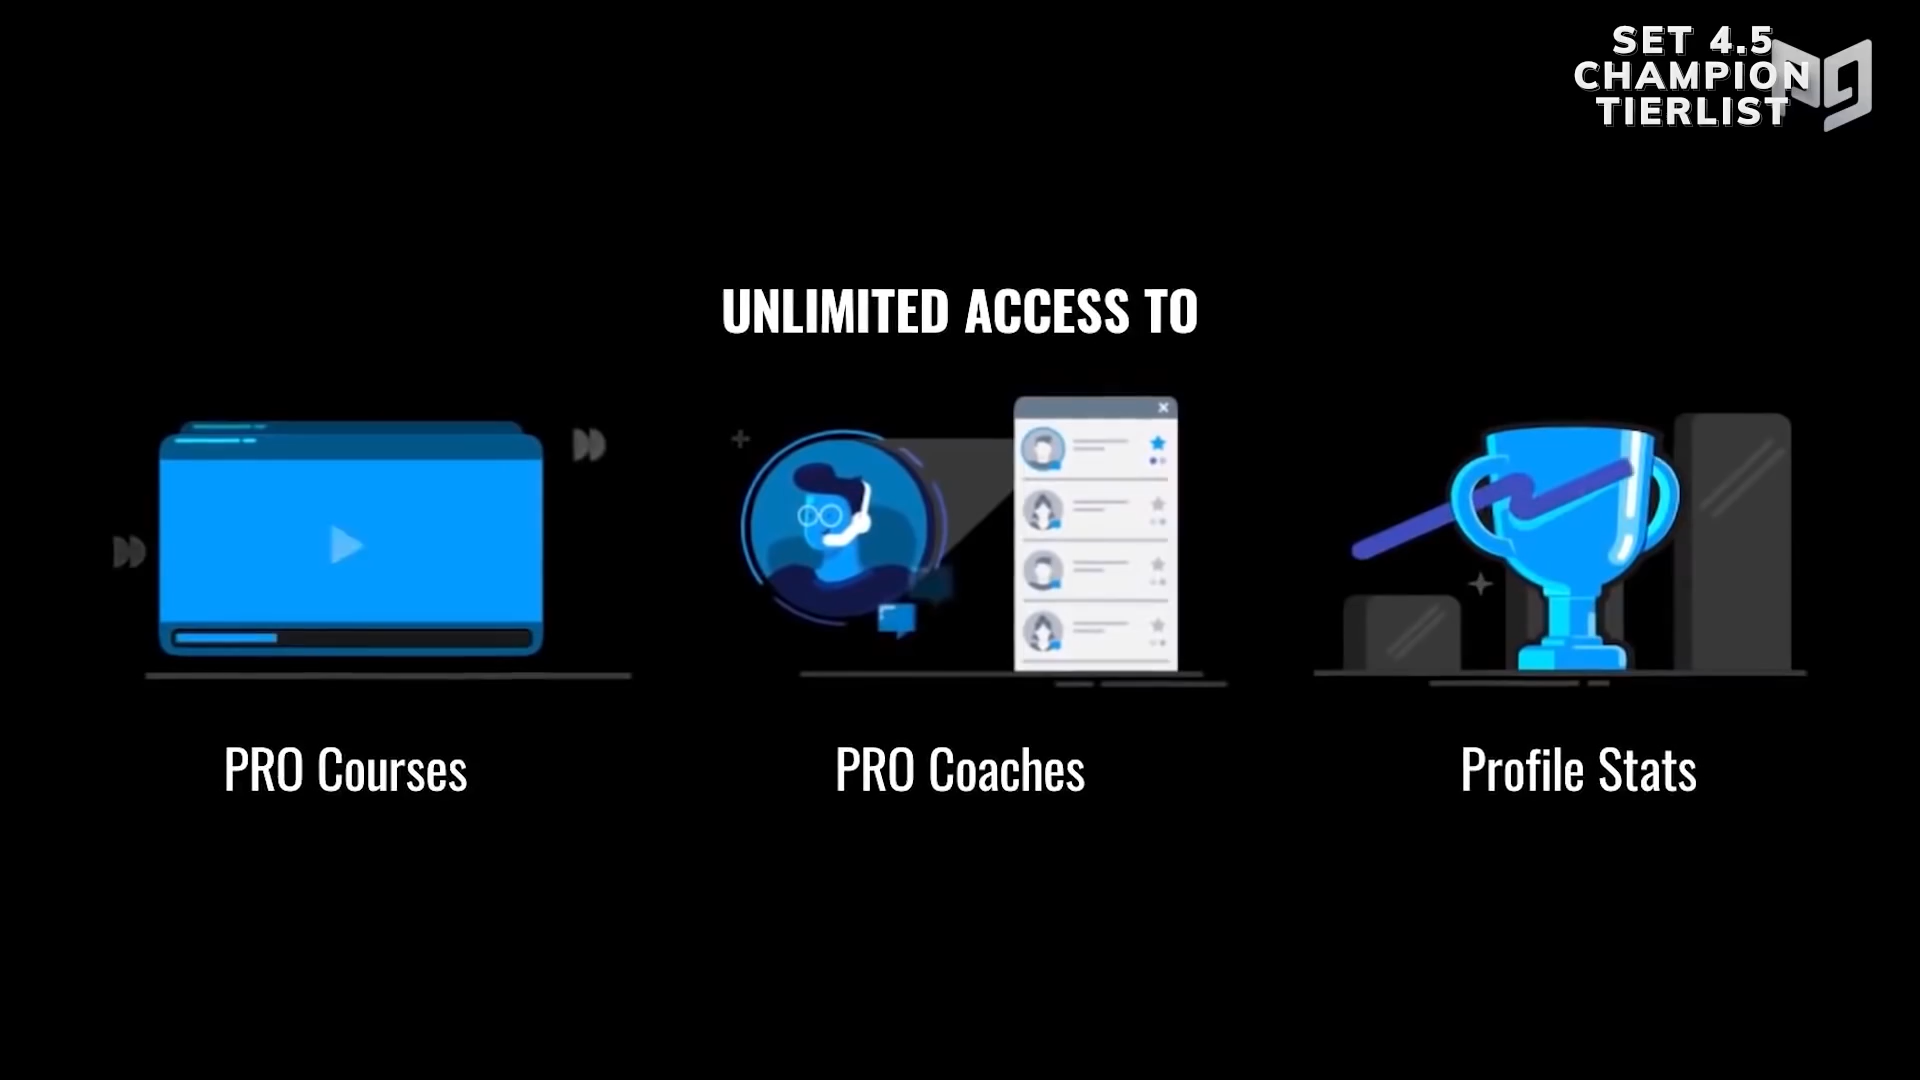 SET 4.5
CHAMPION
TIERLIST
UNLIMITED ACCESS TO
PRO Courses
PRO Coaches
Profile Stats